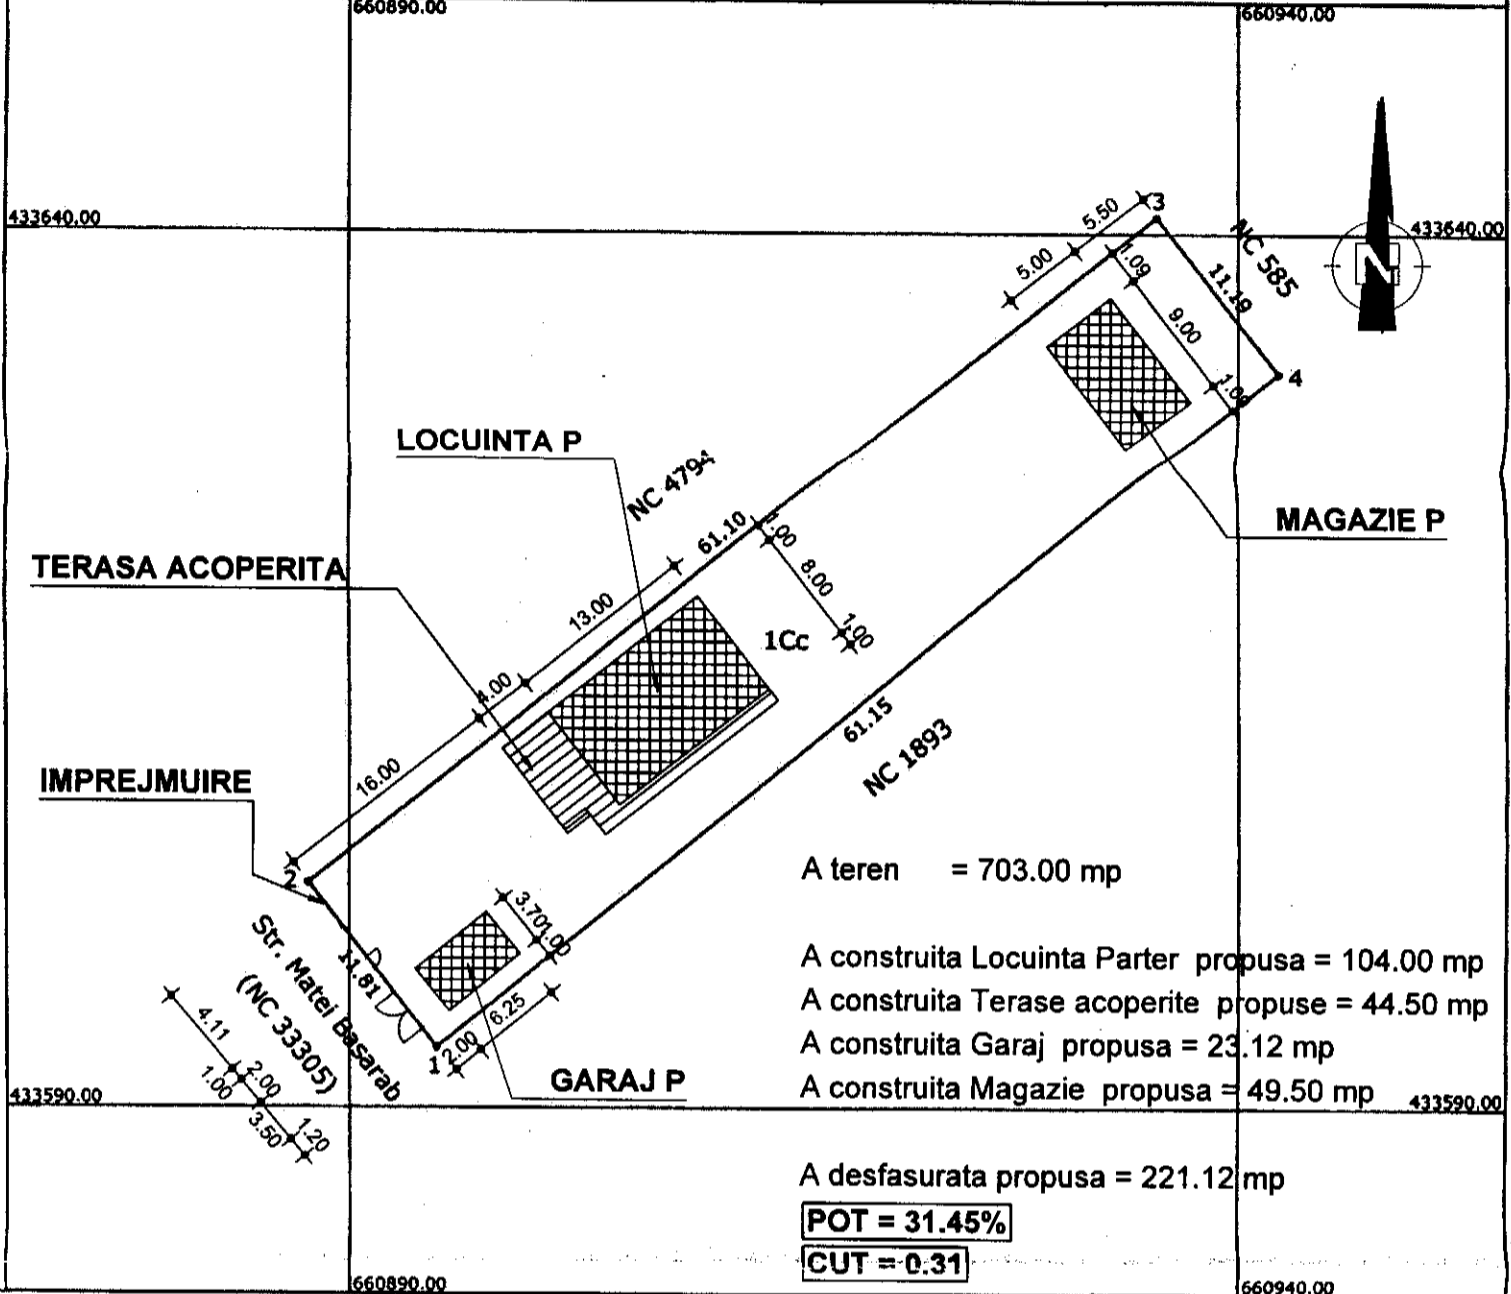 660890.00
660940.00
433640.00
433640.00
N
3
5.50
5.00
1.09
NC 585
11.19
9.00
4
LOCUINTA P
NC 4794
61.10
1.00
8.00
1.00
MAGAZIE P
TERASA ACOPERITA
13.00
1Cc
4.00
61.15
NC 1893
IMPREJMUIRE
16.00
2
3.70
1.00
Str. Matei Basarab
(NC 33305)
11.81
6.25
2.00
1
GARAJ P
4.11
1.00
2.00
3.50
1.20
A teren = 703.00 mp
A construita Locuinta Parter propusa = 104.00 mp
A construita Terase acoperite propuse = 44.50 mp
A construita Garaj propusa = 23.12 mp
A construita Magazie propusa = 49.50 mp
433590.00
433590.00
A desfasurata propusa = 221.12 mp
POT = 31.45%
CUT = 0.31
660890.00
660940.00